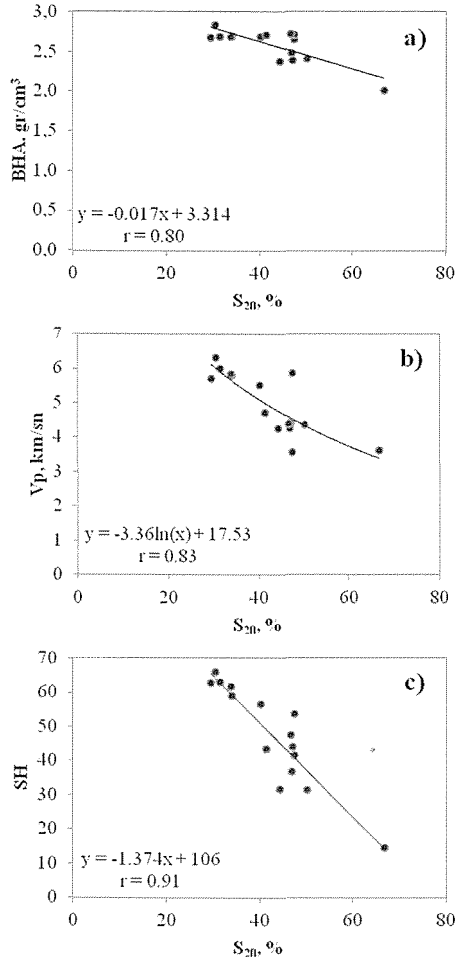 3,0
a)
2,5
2,0
1,5
1,0
0,5
0,0
BHA, gr/cm³
y = -0.017x + 3.314
r = 0.80
0 20 40 60 80
S₂₀, %
7
b)
6
5
4
3
2
1
0
Vp, km/sn
y = -3.36ln(x) + 17.53
r = 0.83
0 20 40 60 80
S₂₀, %
70
c)
60
50
40
30
20
10
0
SH
y = -1.374x + 106
r = 0.91
0 20 40 60 80
S₂₀, %